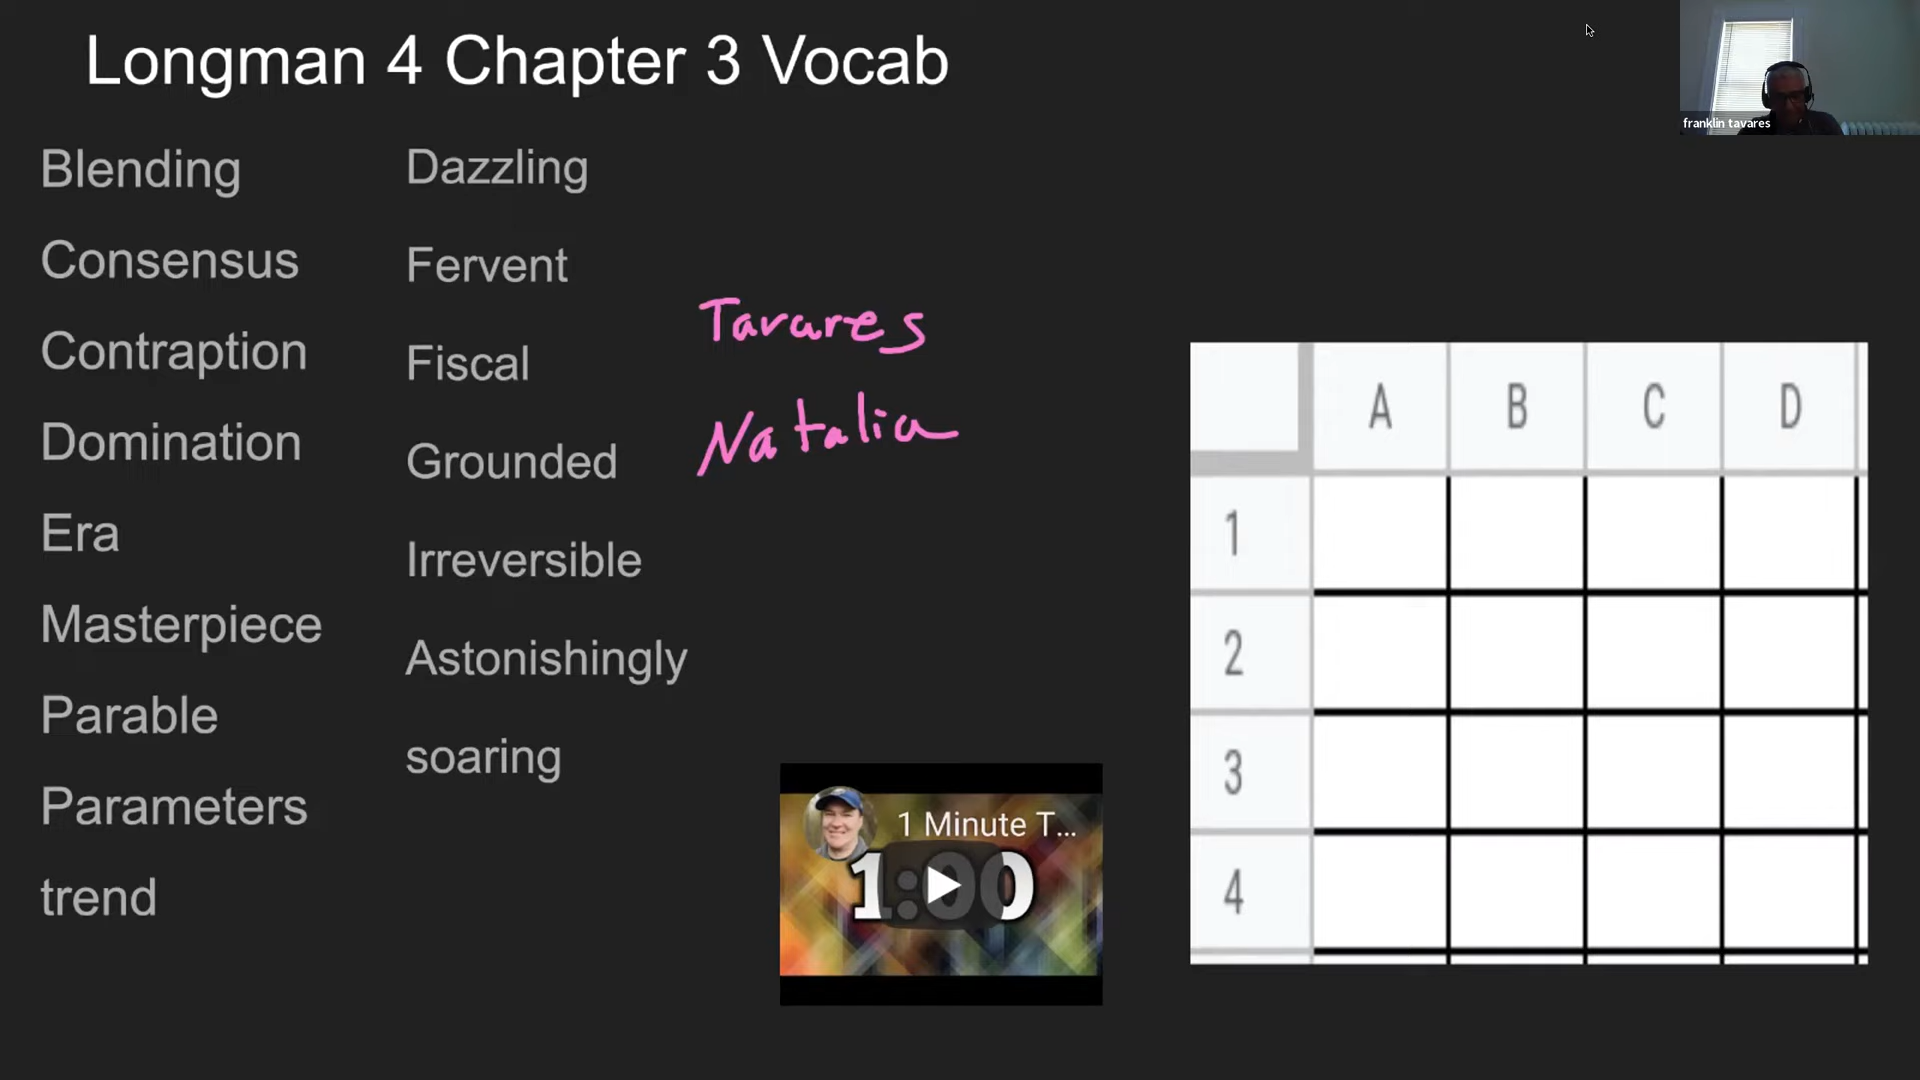 Longman 4 Chapter 3 Vocab
franklin tavares
Blending
Consensus
Contraption
Domination
Era
Masterpiece
Parable
Parameters
trend
Dazzling
Fervent
Fiscal
Grounded
Irreversible
Astonishingly
soaring
Tavares
Natalia
1 Minute T...
1:00
A B C D
1
2
3
4